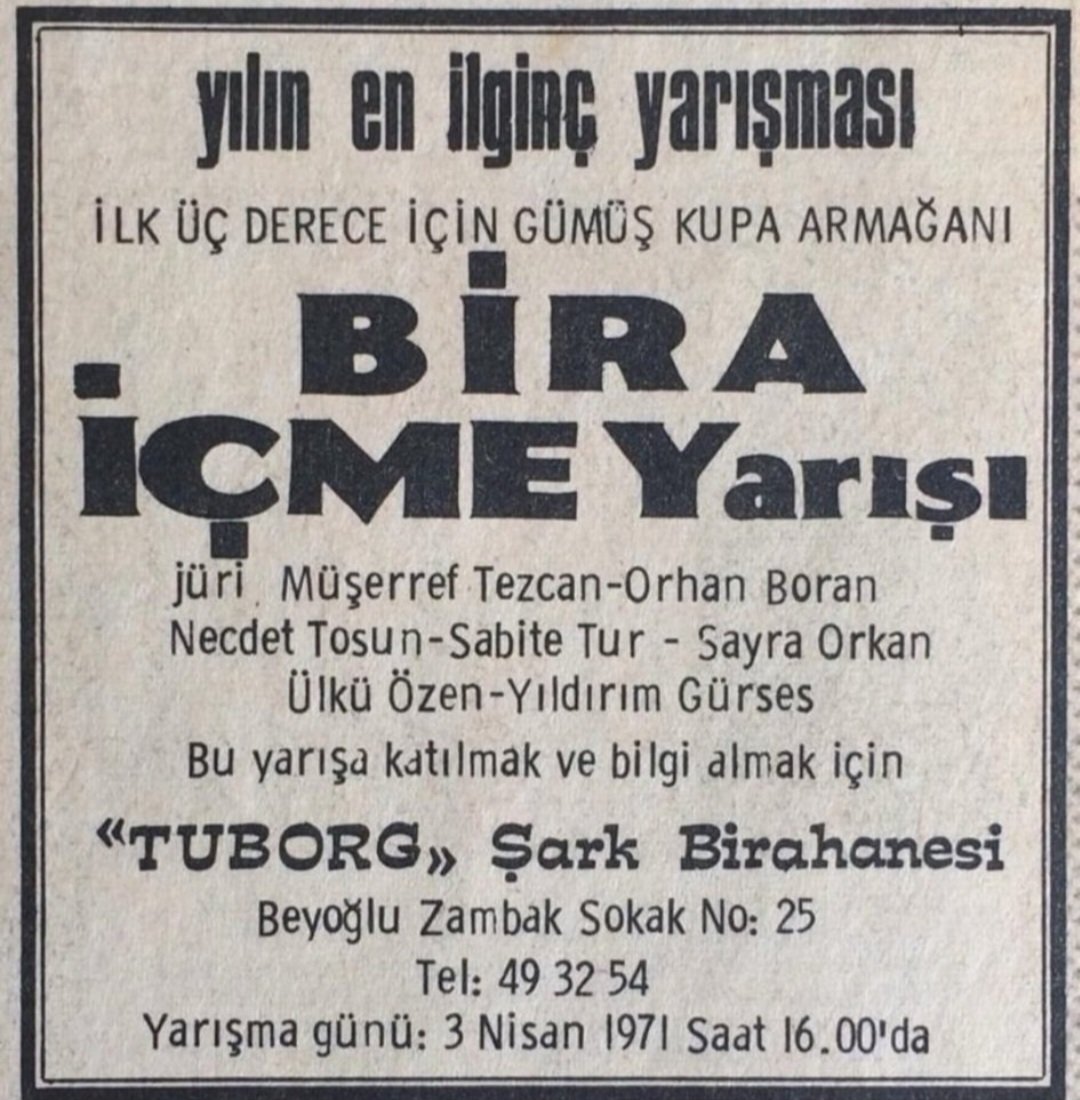 yılın en ilginç yarışması
İLK ÜÇ DERECE İÇİN GÜMÜŞ KUPA ARMAĞANI
BİRA
İÇME Yarışı
jüri Müşerref Tezcan-Orhan Boran
Necdet Tosun-Sabite Tur - Sayra Orkan
Ülkü Özen-Yıldırım Gürses
Bu yarışa katılmak ve bilgi almak için
«TUBORG» Şark Birahanesi
Beyoğlu Zambak Sokak No: 25
Tel: 49 32 54
Yarışma günü: 3 Nisan 1971 Saat 16.00'da